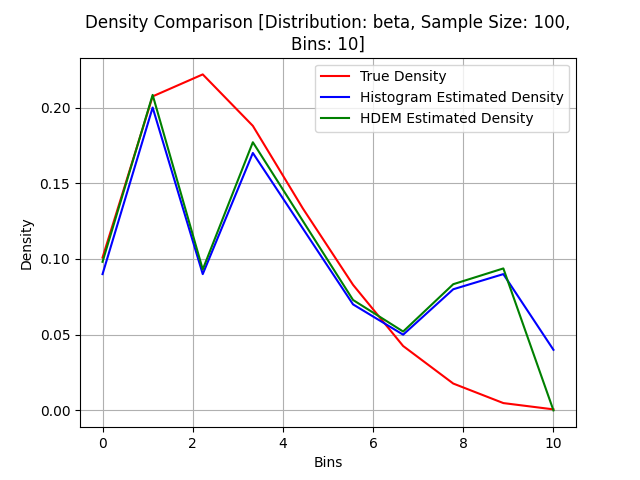 Density Comparison [Distribution: beta, Sample Size: 100,
Bins: 10]
True Density
Histogram Estimated Density
HDEM Estimated Density
Density
0.20
0.15
0.10
0.05
0.00
0 2 4 6 8 10
Bins